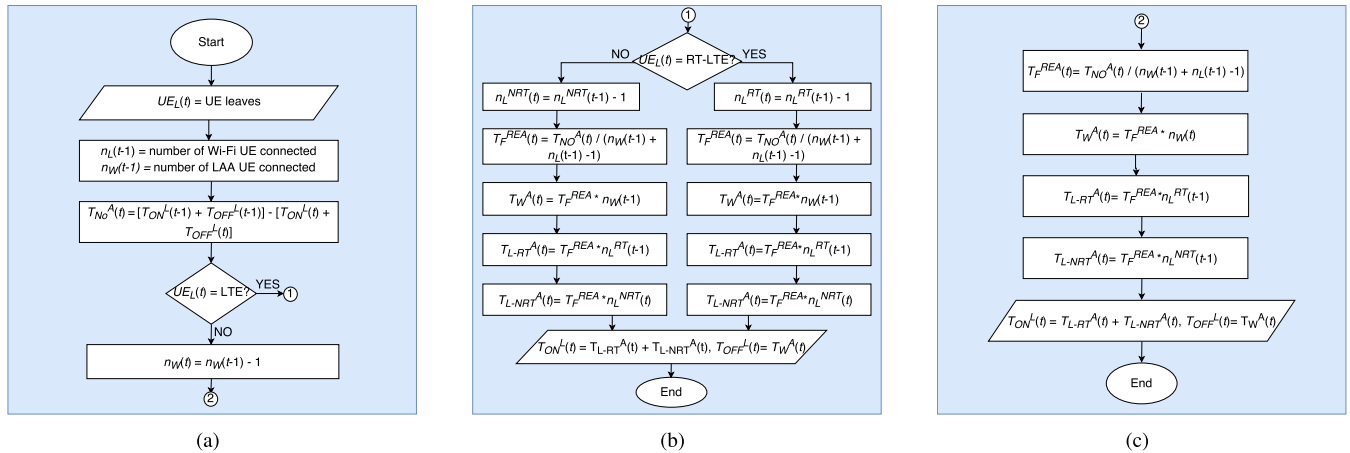 Start
UE_L(t) = UE leaves
n_L(t-1) = number of Wi-Fi UE connected
n_W(t-1) = number of LAA UE connected
T_No^A(t) = [T_ON^L(t-1) + T_OFF^L(t-1)] - [T_ON^L(t) +
T_OFF^L(t)]
UE_L(t) = LTE?
YES
1
NO
n_W(t) = n_W(t-1) - 1
2
(a)
1
NO
UE_L(t) = RT-LTE?
YES
n_L^NRT(t) = n_L^NRT(t-1) - 1
T_F^REA(t) = T_NO^A(t) / (n_W(t-1) +
n_L(t-1) -1)
T_W^A(t) = T_F^REA * n_W(t-1)
T_L-RT^A(t)= T_F^REA *n_L^RT(t-1)
T_L-NRT^A(t)= T_F^REA *n_L^NRT(t)
n_L^RT(t) = n_L^RT(t-1) - 1
T_F^REA(t) = T_NO^A(t) / (n_W(t-1) +
n_L(t-1) -1)
T_W^A(t)=T_F^REA* n_W(t-1)
T_L-RT^A(t)=T_F^REA*n_L^RT(t-1)
T_L-NRT^A(t)=T_F^REA*n_L^NRT(t)
T_ON^L(t) = T_L-RT^A(t) + T_L-NRT^A(t), T_OFF^L(t)= T_W^A(t)
End
(b)
2
T_F^REA(t)= T_NO^A(t) / (n_W(t-1) + n_L(t-1) -1)
T_W^A(t) = T_F^REA * n_W(t)
T_L-RT^A(t)= T_F^REA*n_L^RT(t-1)
T_L-NRT^A(t)= T_F^REA*n_L^NRT(t-1)
T_ON^L(t) = T_L-RT^A(t) + T_L-NRT^A(t), T_OFF^L(t)= T_W^A(t)
End
(c)